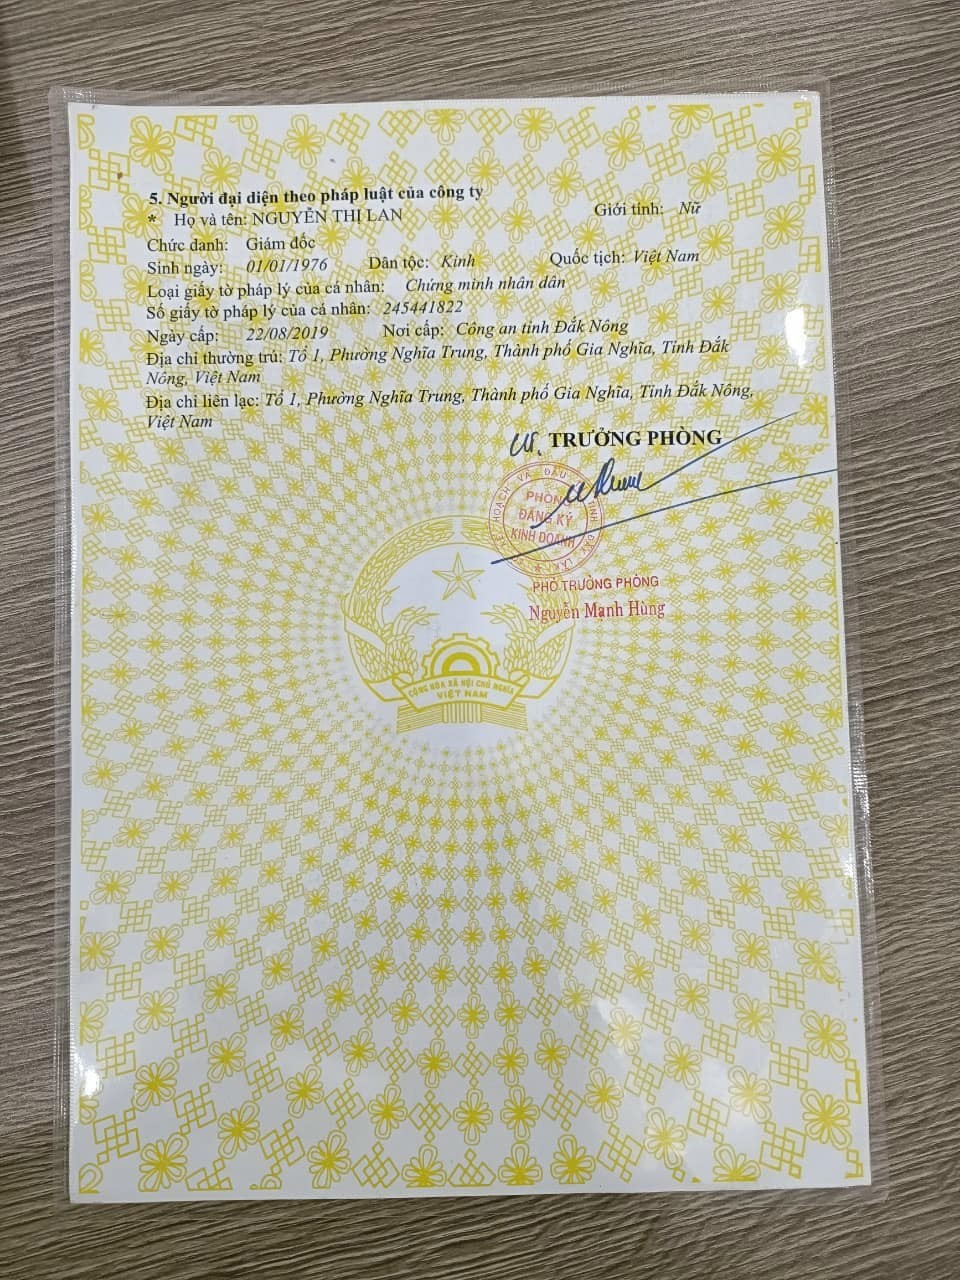 5. Người đại diện theo pháp luật của công ty
* Họ và tên: NGUYỄN THỊ LAN Giới tính: Nữ
Chức danh: Giám đốc
Sinh ngày: 01/01/1976 Dân tộc: Kinh Quốc tịch: Việt Nam
Loại giấy tờ pháp lý của cá nhân: Chứng minh nhân dân
Số giấy tờ pháp lý của cá nhân: 245441822
Ngày cấp: 22/08/2019 Nơi cấp: Công an tỉnh Đắk Nông
Địa chỉ thường trú: Tổ 1, Phường Nghĩa Trung, Thành phố Gia Nghĩa, Tỉnh Đắk
Nông, Việt Nam
Địa chỉ liên lạc: Tổ 1, Phường Nghĩa Trung, Thành phố Gia Nghĩa, Tỉnh Đắk Nông,
Việt Nam
TRƯỞNG PHÒNG
HOẠCH VÀ ĐẦU TỈNH ĐẮK LẮK
PHÒNG
ĐĂNG KÝ
KINH DOANH
PHÓ TRƯỞNG PHÒNG
Nguyễn Mạnh Hùng
CỘNG HÒA XÃ HỘI CHỦ NGHĨA
VIỆT NAM